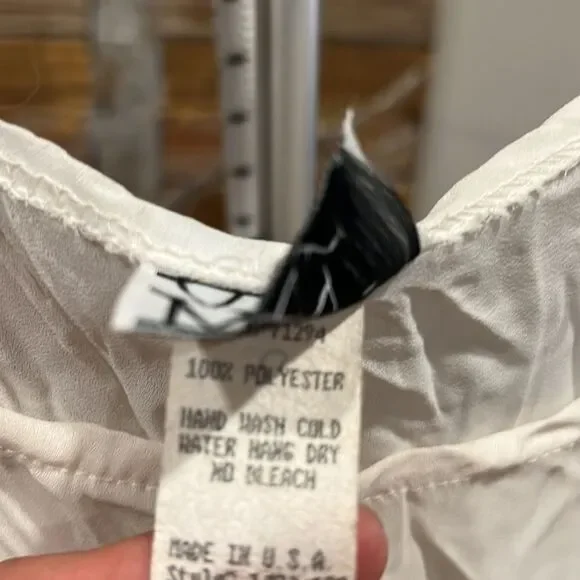 100% POLYESTER
HAND WASH COLD
WATER HANG DRY
NO BLEACH
MADE IN U.S.A.